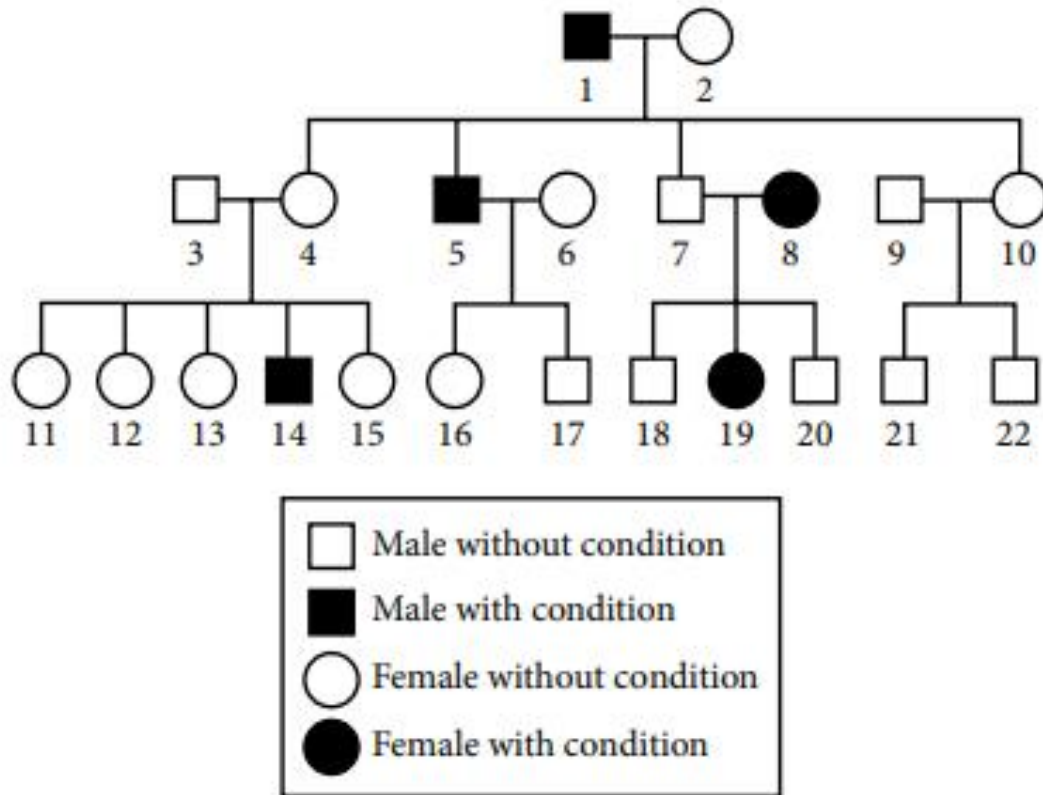 1 2
3 4 5 6 7 8 9 10
11 12 13 14 15 16 17 18 19 20 21 22
Male without condition
Male with condition
Female without condition
Female with condition